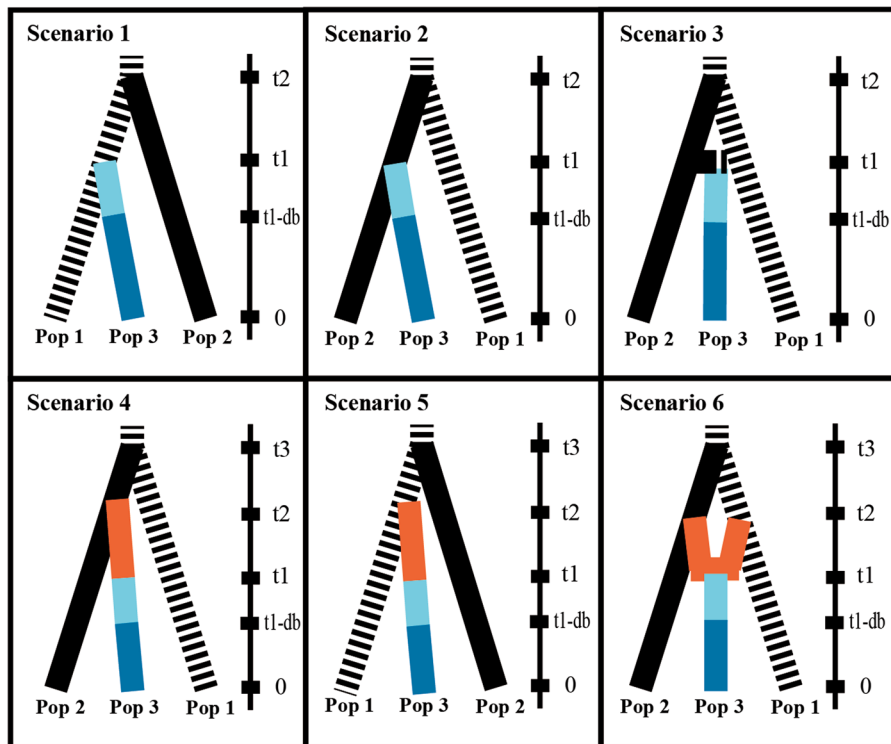 Scenario 1
t2
t1
t1-db
0
Pop 1 Pop 3 Pop 2
Scenario 2
t2
t1
t1-db
0
Pop 2 Pop 3 Pop 1
Scenario 3
t2
t1
t1-db
0
Pop 2 Pop 3 Pop 1
Scenario 4
t3
t2
t1
t1-db
0
Pop 2 Pop 3 Pop 1
Scenario 5
t3
t2
t1
t1-db
0
Pop 1 Pop 3 Pop 2
Scenario 6
t3
t2
t1
t1-db
0
Pop 2 Pop 3 Pop 1